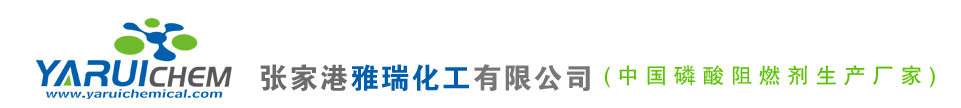 YARUICHEM
www.yaruichemical.com
张家港雅瑞化工有限公司 (中国磷酸阻燃剂生产厂家)